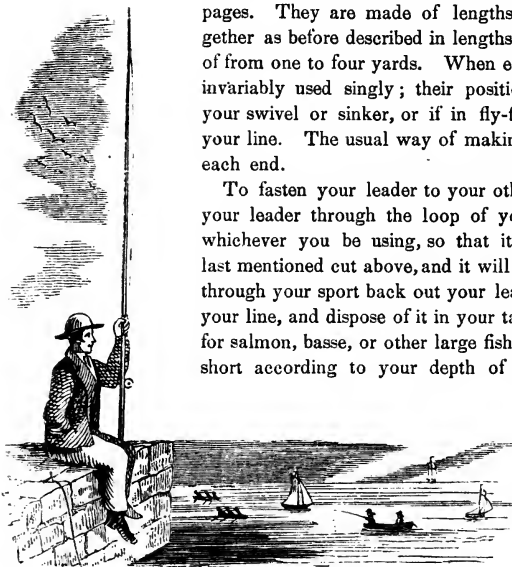 pages. They are made of lengths
gether as before described in lengths
of from one to four yards. When e
invariably used singly; their positi
your swivel or sinker, or if in fly-f
your line. The usual way of makin
each end.
To fasten your leader to your oth
your leader through the loop of yo
whichever you be using, so that it
last mentioned cut above, and it will
through your sport back out your lea
your line, and dispose of it in your ta
for salmon, basse, or other large fish
short according to your depth of